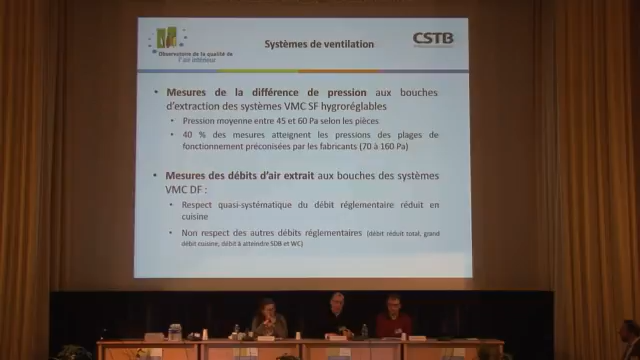 Systèmes de ventilation
CSTB
Observatoire de la qualité de
l'air intérieur
• Mesures de la différence de pression aux bouches
d'extraction des systèmes VMC SF hygroréglables
• Pression moyenne entre 45 et 60 Pa selon les pièces
• 40 % des mesures atteignent les pressions des plages de
fonctionnement préconisées par les fabricants (70 à 160 Pa)
• Mesures des débits d'air extrait aux bouches des systèmes
VMC DF :
• Respect quasi-systématique du débit réglementaire réduit en
cuisine
• Non respect des autres débits réglementaires (débit réduit total, grand
débit cuisine, débit à atteindre SDB et WC)